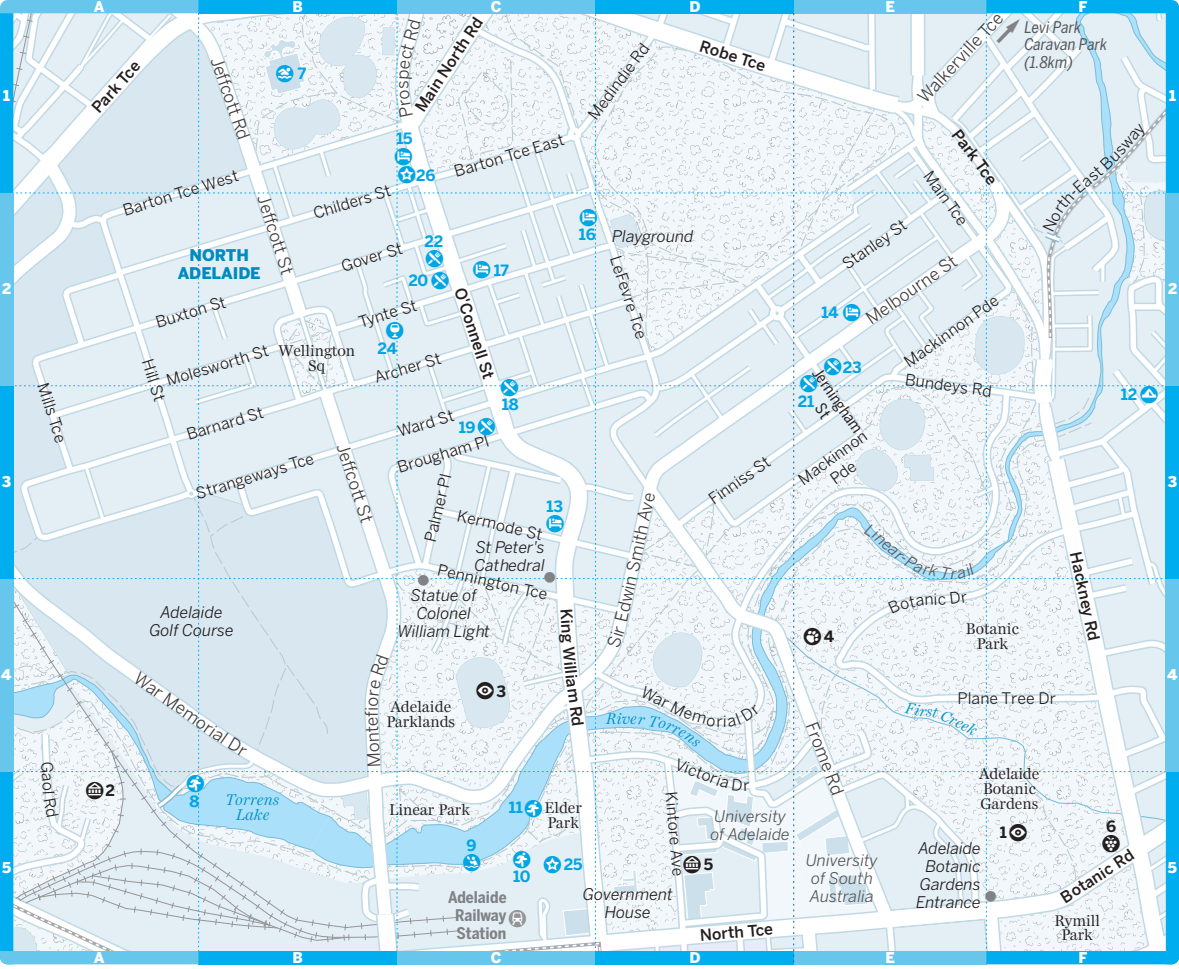 A
B
C
D
E
F
1
Park Tce
Jeffcott Rd
7
Prospect Rd
Main North Rd
Medindie Rd
Robe Tce
Walkerville Tce
Levi Park
Caravan Park
(1.8km)
1
15
26
Barton Tce East
Park Tce
North-East Busway
Barton Tce West
Childers St
Jeffcott St
Main Tce
16
Playground
Stanley St
NORTH
ADELAIDE
Gover St
22
20
17
LeFevre Tce
Melbourne St
2
2
Buxton St
Tynte St
24
O'Connell St
14
Mackinnon Pde
Molesworth St
Wellington
Sq
Archer St
Hill St
Mills Tce
23
21
Jerningham
St
Bundeys Rd
12
18
19
Barnard St
Ward St
Brougham Pl
Strangeways Tce
Jeffcott St
Mackinnon
Pde
Finniss St
3
3
Palmer Pl
Kermode St
13
St Peter's
Cathedral
Sir Edwin Smith Ave
Linear-Park Trail
Hackney Rd
Pennington Tce
Statue of
Colonel
William Light
Adelaide
Golf Course
King William Rd
Botanic Dr
4
Botanic
Park
4
4
War Memorial Dr
Montefiore Rd
3
Adelaide
Parklands
War Memorial Dr
River Torrens
Plane Tree Dr
First Creek
Frome Rd
Victoria Dr
Gaol Rd
2
8
Torrens
Lake
Linear Park
11
Elder
Park
Kintore Ave
University
of Adelaide
Adelaide
Botanic
Gardens
1
6
5
9
10
25
5
University
of South
Australia
Adelaide
Botanic
Gardens
Entrance
Botanic Rd
5
Adelaide
Railway
Station
Government
House
North Tce
Rymill
Park
A
B
C
D
E
F